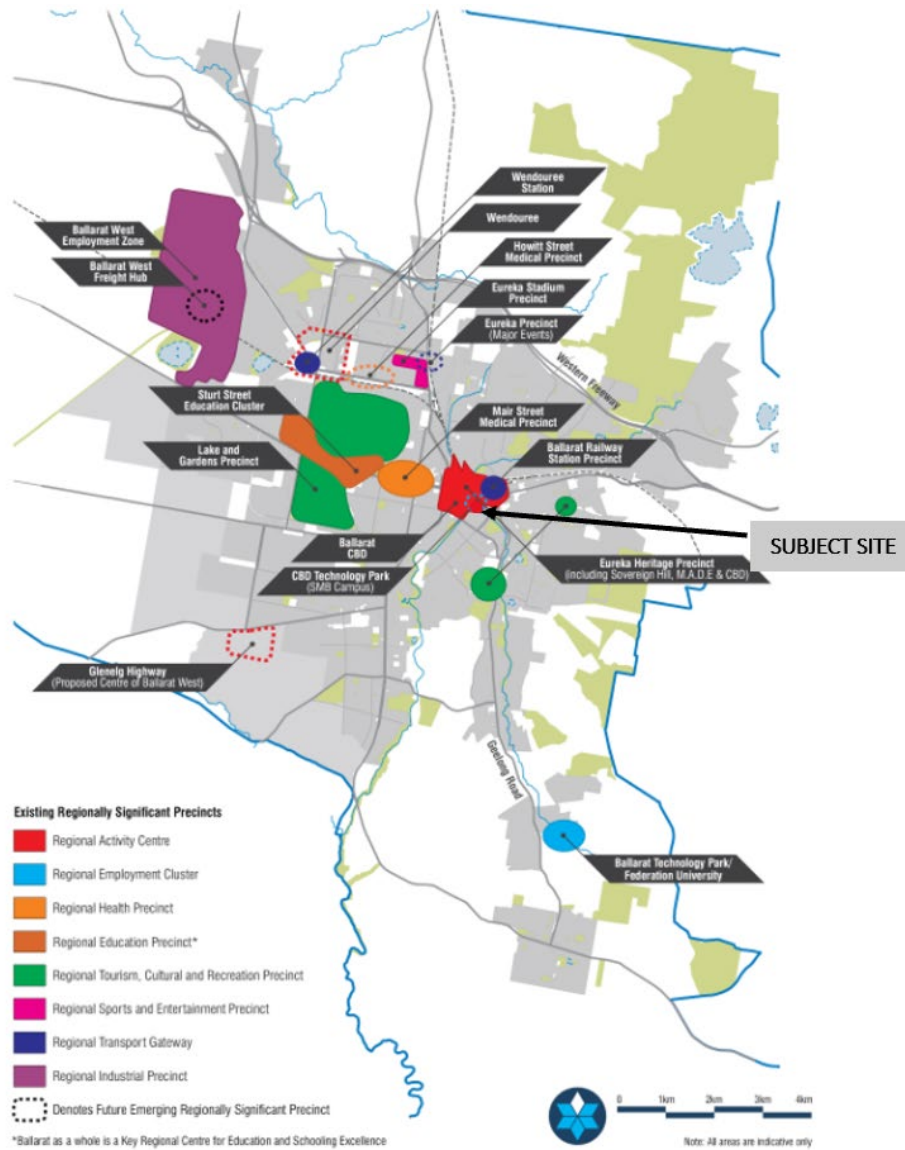 Wendouree
Station
Wendouree
Howitt Street
Medical Precinct
Ballarat West
Employment Zone
Ballarat West
Freight Hub
Eureka Stadium
Precinct
Eureka Precinct
(Major Events)
Western Freeway
Sturt Street
Education Cluster
Mair Street
Medical Precinct
Lake and
Gardens Precinct
Ballarat Railway
Station Precinct
SUBJECT SITE
Ballarat
CBD
CBD Technology Park
(SMB Campus)
Eureka Heritage Precinct
(including Sovereign Hill, M.A.D.E & CBD)
Glenelg Highway
(Proposed Centre of Ballarat West)
Geelong Road
Ballarat Technology Park/
Federation University
Existing Regionally Significant Precincts
Regional Activity Centre
Regional Employment Cluster
Regional Health Precinct
Regional Education Precinct*
Regional Tourism, Cultural and Recreation Precinct
Regional Sports and Entertainment Precinct
Regional Transport Gateway
Regional Industrial Precinct
Denotes Future Emerging Regionally Significant Precinct
*Ballarat as a whole is a Key Regional Centre for Education and Schooling Excellence
0 1km 2km 3km 4km
Note: All areas are indicative only